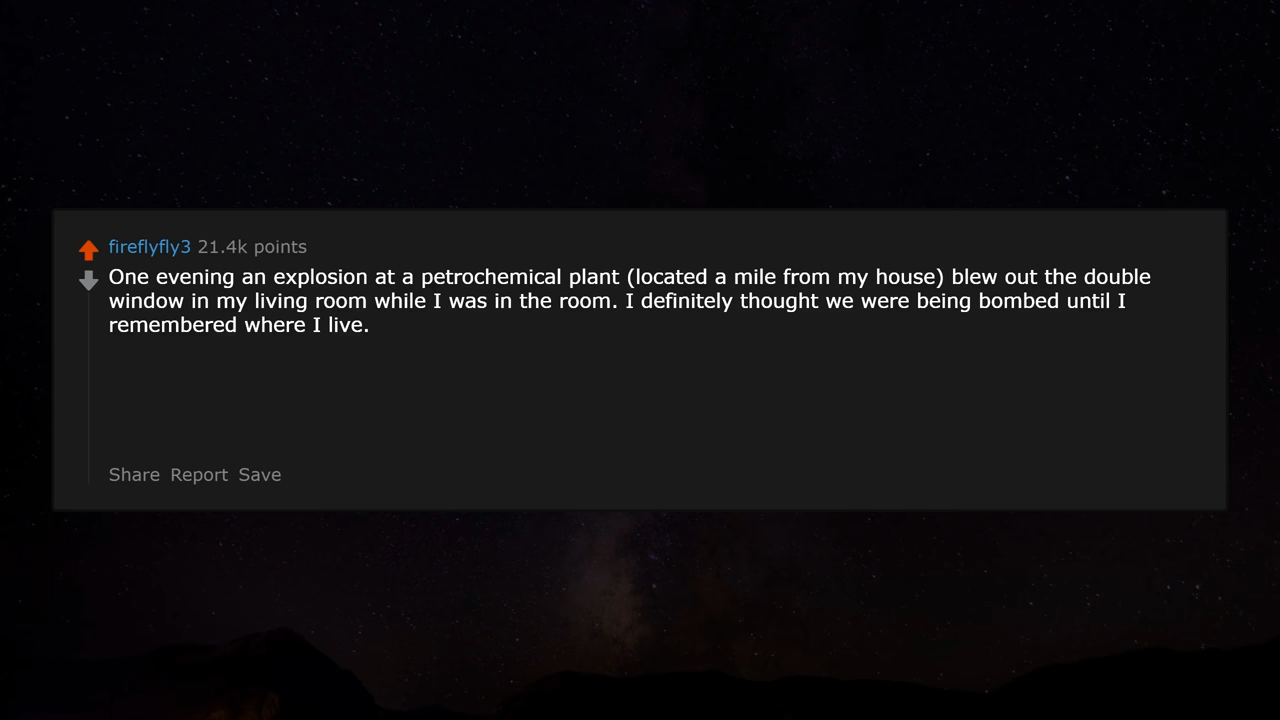 fireflyfly3 21.4k points
One evening an explosion at a petrochemical plant (located a mile from my house) blew out the double
window in my living room while I was in the room. I definitely thought we were being bombed until I
remembered where I live.
Share Report Save